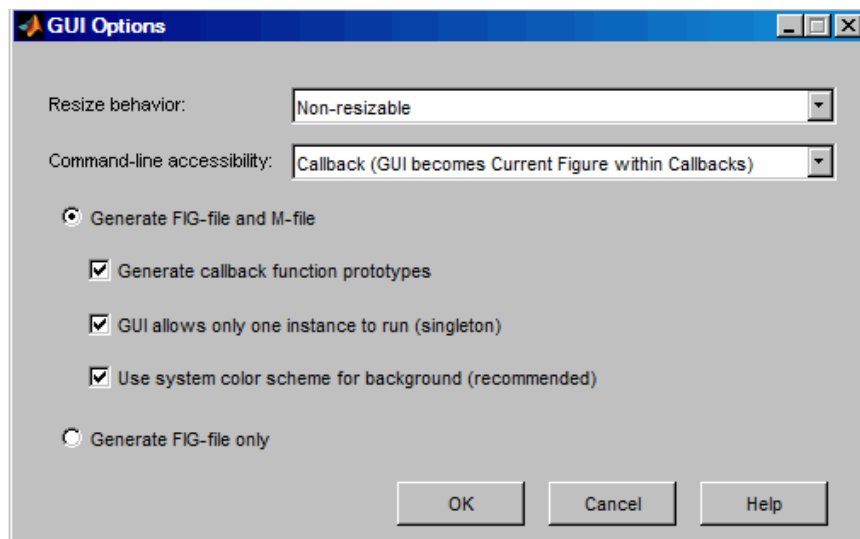 GUI Options
Resize behavior: Non-resizable
Command-line accessibility: Callback (GUI becomes Current Figure within Callbacks)
Generate FIG-file and M-file
Generate callback function prototypes
GUI allows only one instance to run (singleton)
Use system color scheme for background (recommended)
Generate FIG-file only
OK Cancel Help